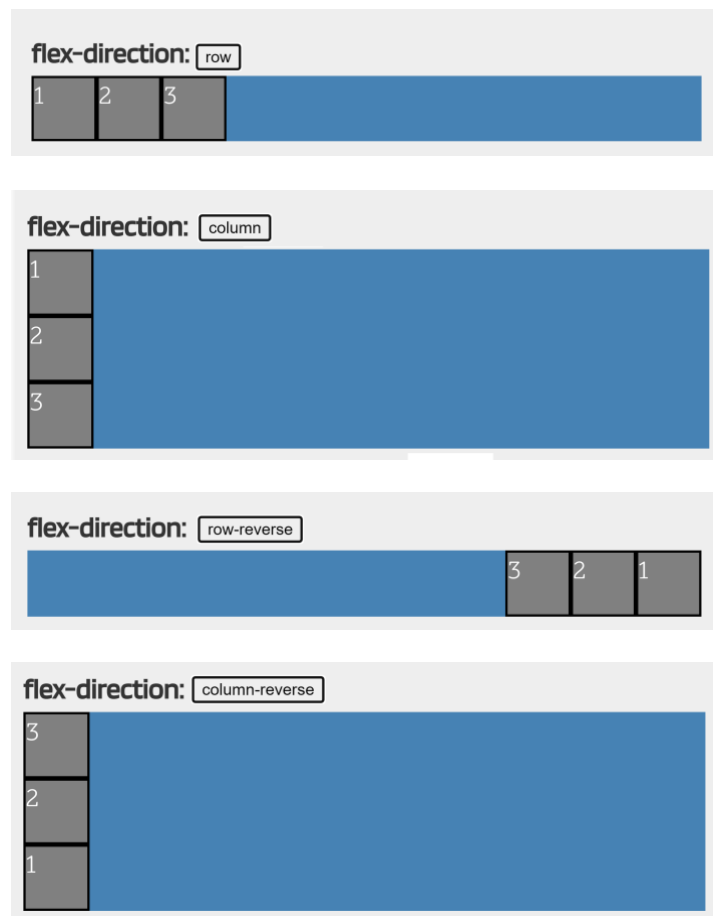 flex-direction: row
1 2 3
flex-direction: column
1
2
3
flex-direction: row-reverse
3 2 1
flex-direction: column-reverse
3
2
1